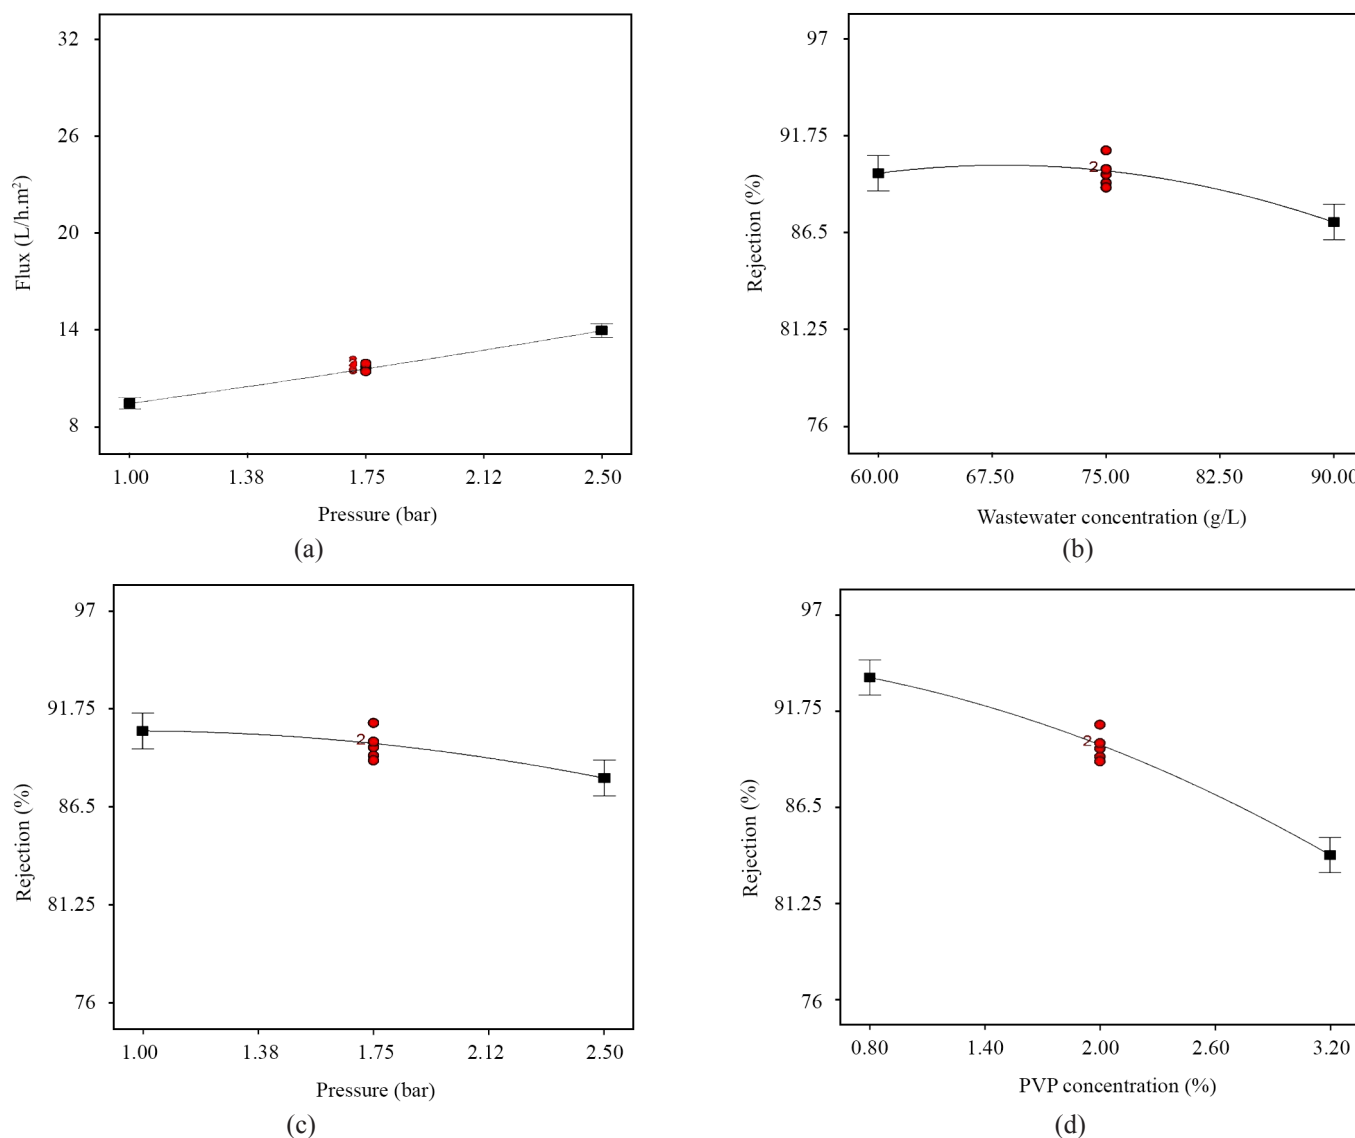 32
26
20
14
8
Flux (L/h.m²)
1.00 1.38 1.75 2.12 2.50
Pressure (bar)
(a)
97
91.75
86.5
81.25
76
Rejection (%)
2
60.00 67.50 75.00 82.50 90.00
Wastewater concentration (g/L)
(b)
97
91.75
86.5
81.25
76
Rejection (%)
2
1.00 1.38 1.75 2.12 2.50
Pressure (bar)
(c)
97
91.75
86.5
81.25
76
Rejection (%)
2
0.80 1.40 2.00 2.60 3.20
PVP concentration (%)
(d)